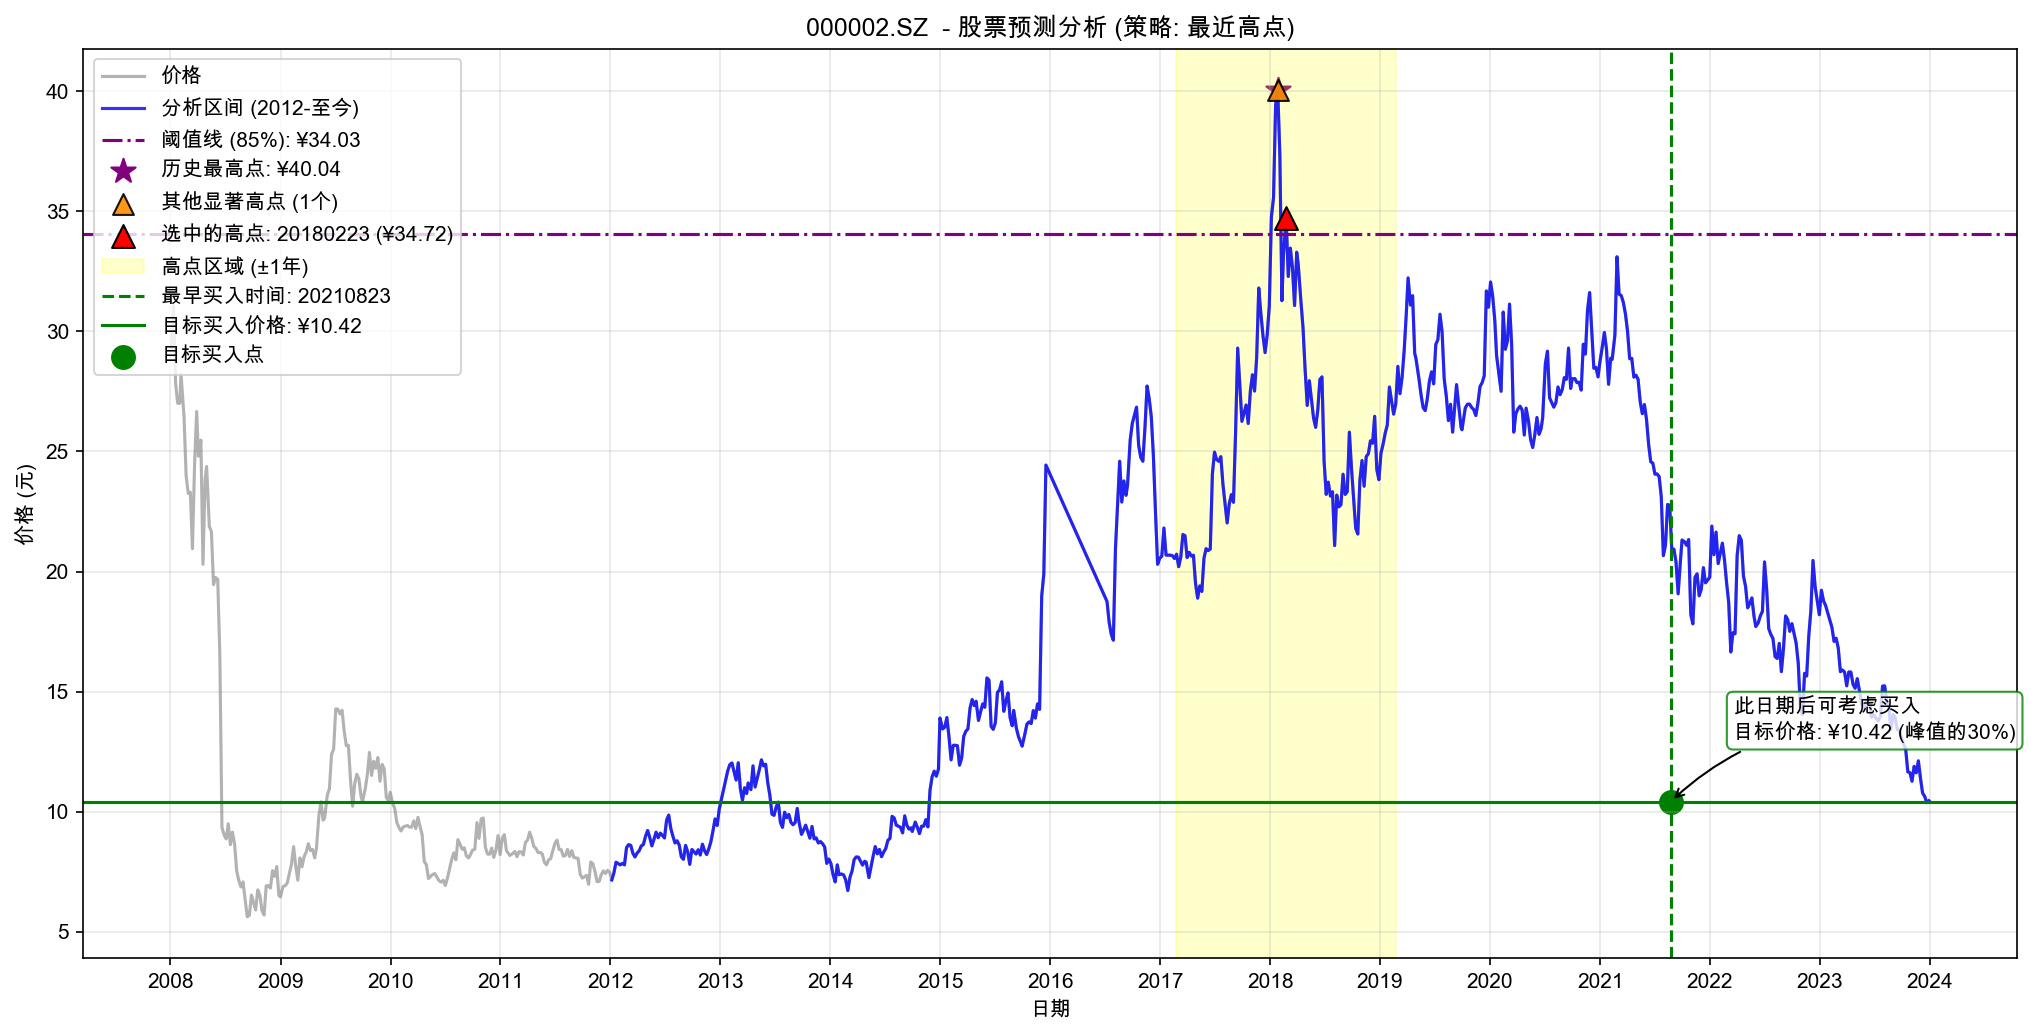 000002.SZ - 股票预测分析 (策略: 最近高点)
价格
分析区间 (2012-至今)
阈值线 (85%): ¥34.03
历史最高点: ¥40.04
其他显著高点 (1个)
选中的高点: 20180223 (¥34.72)
高点区域 (±1年)
最早买入时间: 20210823
目标买入价格: ¥10.42
目标买入点
价格 (元)
40
35
30
25
20
15
10
5
此日期后可考虑买入
目标价格: ¥10.42 (峰值的30%)
2008 2009 2010 2011 2012 2013 2014 2015 2016 2017 2018 2019 2020 2021 2022 2023 2024
日期